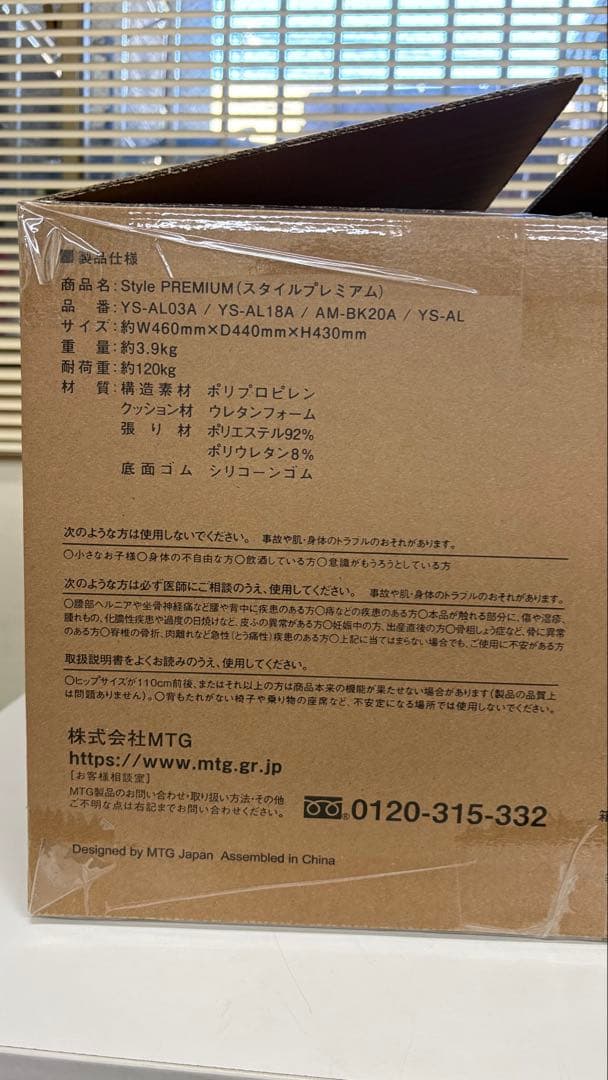 ■製品仕様
商品名：Style PREMIUM（スタイルプレミアム）
品　番：YS-AL03A / YS-AL18A / AM-BK20A / YS-AL
サイズ：約W460mm×D440mm×H430mm
重　量：約3.9kg
耐荷重：約120kg
材　質：構造素材　ポリプロピレン
クッション材　ウレタンフォーム
張り材　ポリエステル92%
ポリウレタン8%
底面ゴム　シリコーンゴム
次のような方は使用しないでください。　事故や肌・身体のトラブルのおそれがあります。
○小さなお子様○身体の不自由な方○飲酒している方○意識がもうろうとしている方
次のような方は必ず医師にご相談のうえ、使用してください。　事故や肌・身体のトラブルのおそれがあります。
○腰部ヘルニアや坐骨神経痛など腰や背中に疾患のある方○痔などの疾患のある方○本品が触れる部分に、傷や湿疹、
腫れもの、化膿性疾患や過度の日焼けなど、皮ふの異常がある方○妊娠中の方、出産直後の方○骨粗しょう症など、骨に異常
のある方○脊椎の骨折、肉離れなど急性（とう痛性）疾患のある方○上記に当てはまらない場合でも、ご使用に不安がある方
取扱説明書をよくお読みのうえ、使用してください。
○ヒップサイズが110cm前後、またはそれ以上の方は商品本来の機能が果たせない場合があります（製品の品質上
は問題ありません）。○背もたれがない椅子や乗り物の座席など、不安定になる場所では使用しないでください。
株式会社MTG
https://www.mtg.gr.jp
［お客様相談室］
MTG製品のお問い合わせ・取り扱い方法・その他
ご不明な点は右記までお問い合わせください。
0120-315-332
Designed by MTG Japan Assembled in China